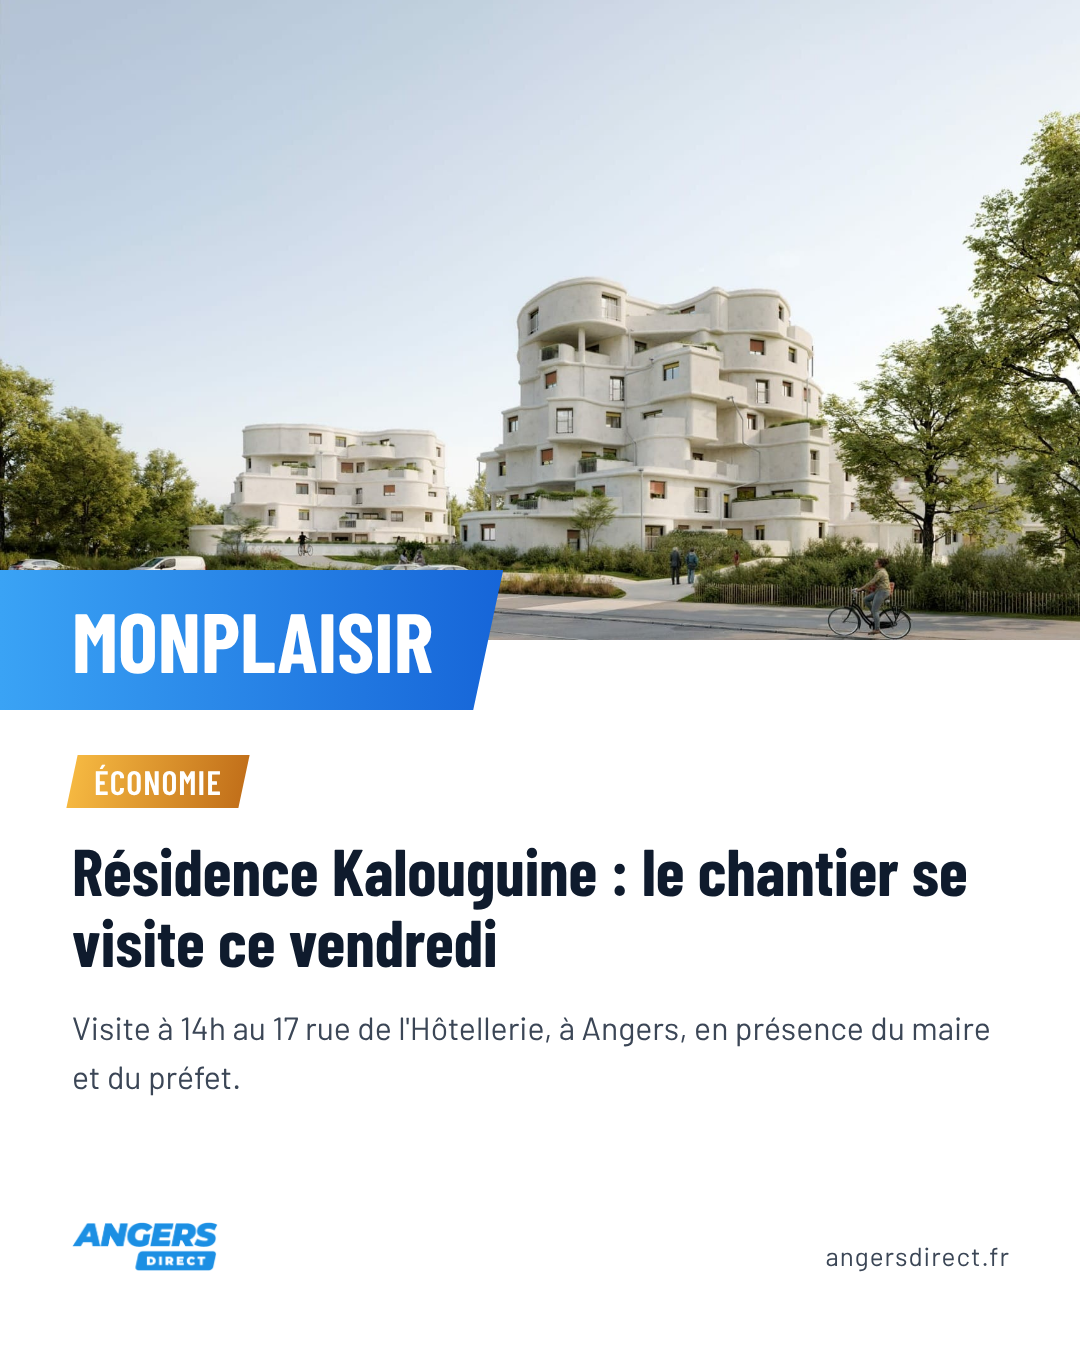 MONPLAISIR
ÉCONOMIE
Résidence Kalouguine : le chantier se
visite ce vendredi
Visite à 14h au 17 rue de l'Hôtellerie, à Angers, en présence du maire
et du préfet.
ANGERS
DIRECT
angersdirect.fr